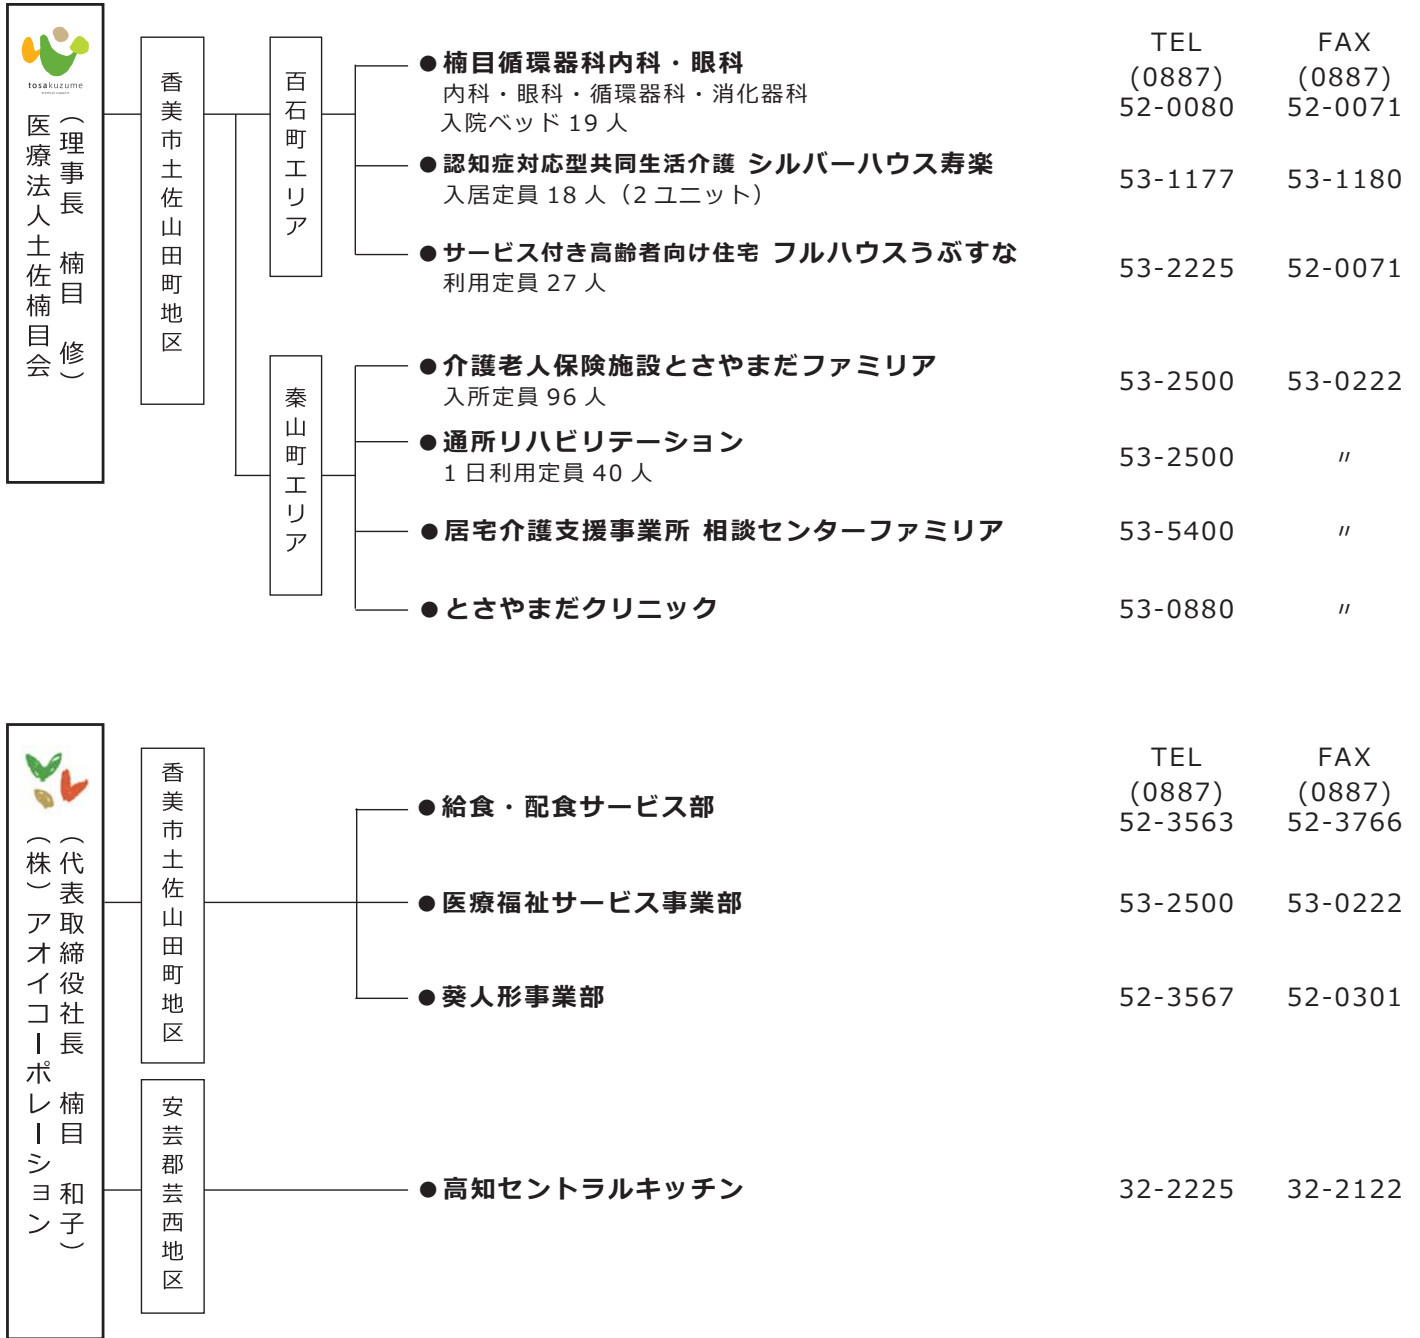 tosakuzume
medical support
医療法人土佐楠目会
（理事長　楠目　修）
香美市土佐山田町地区
百石町エリア
TEL FAX
(0887) (0887)
●楠目循環器科内科・眼科 52-0080 52-0071
内科・眼科・循環器科・消化器科
入院ベッド 19 人
●認知症対応型共同生活介護 シルバーハウス寿楽 53-1177 53-1180
入居定員 18 人（2 ユニット）
●サービス付き高齢者向け住宅 フルハウスうぶすな 53-2225 52-0071
利用定員 27 人
秦山町エリア
●介護老人保険施設とさやまだファミリア 53-2500 53-0222
入所定員 96 人
●通所リハビリテーション 53-2500 〃
1 日利用定員 40 人
●居宅介護支援事業所 相談センターファミリア 53-5400 〃
●とさやまだクリニック 53-0880 〃
（株）アオイコーポレーション
（代表取締役社長　楠目　和子）
香美市土佐山田町地区
TEL FAX
(0887) (0887)
●給食・配食サービス部 52-3563 52-3766
●医療福祉サービス事業部 53-2500 53-0222
●葵人形事業部 52-3567 52-0301
安芸郡芸西地区
●高知セントラルキッチン 32-2225 32-2122